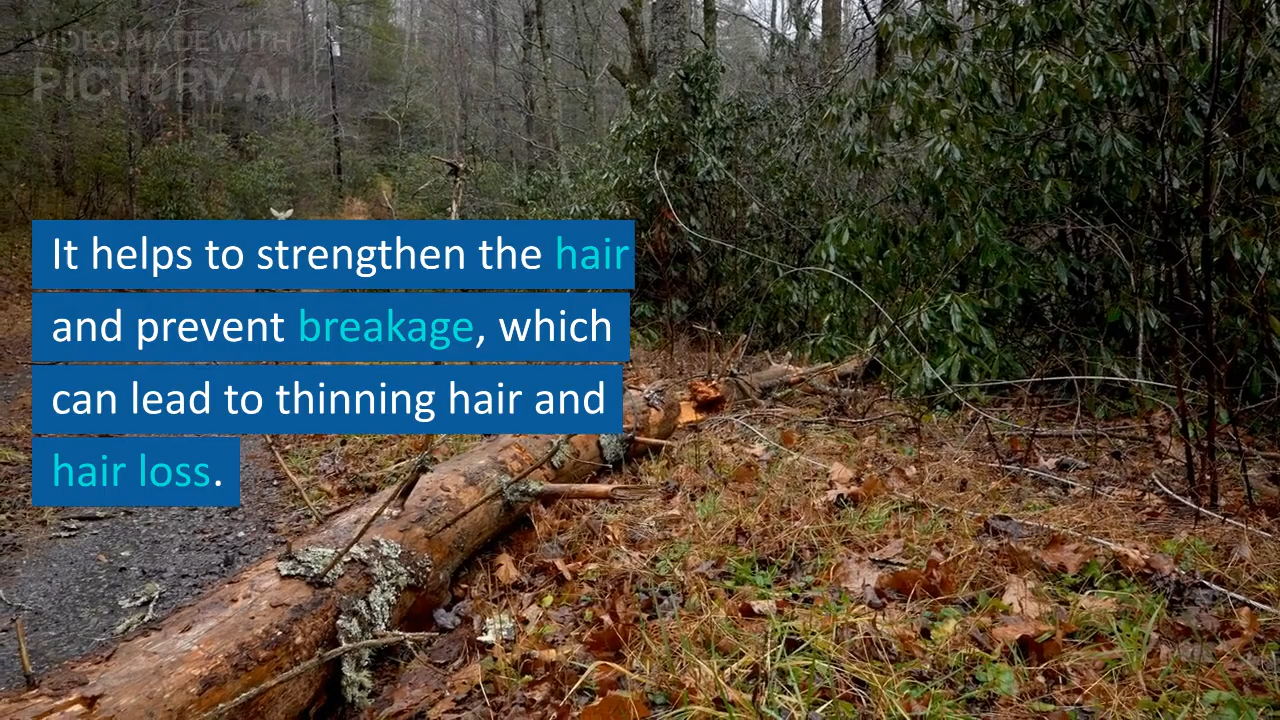 VIDEO MADE WITH
PICTORY.AI
It helps to strengthen the hair
and prevent breakage, which
can lead to thinning hair and
hair loss.